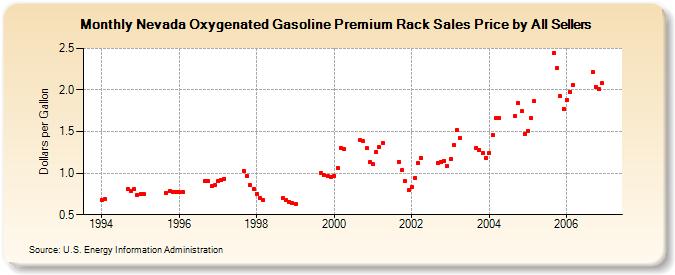 Monthly Nevada Oxygenated Gasoline Premium Rack Sales Price by All Sellers
Dollars per Gallon
2.5
2.0
1.5
1.0
0.5
1994 1996 1998 2000 2002 2004 2006
Source: U.S. Energy Information Administration